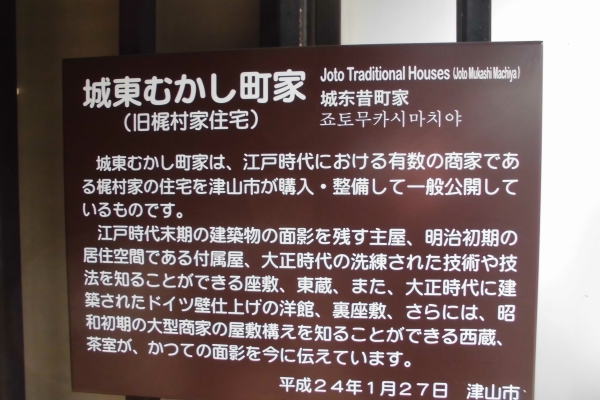 城東むかし町家 Joto Traditional Houses (Joto Mukashi Machiya)
(旧梶村家住宅) 城东昔町家
죠토무카시마치야
城東むかし町家は、江戸時代における有数の商家であ
る梶村家の住宅を津山市が購入・整備して一般公開して
いるものです。
江戸時代末期の建築物の面影を残す主屋、明治初期の
居住空間である付属屋、大正時代の洗練された技術や技
法を知ることができる座敷、東蔵、また、大正時代に建
築されたドイツ壁仕上げの洋館、裏座敷、さらには、昭
和初期の大型商家の屋敷構えを知ることができる西蔵、
茶室が、かつての面影を今に伝えています。
平成24年1月27日 津山市